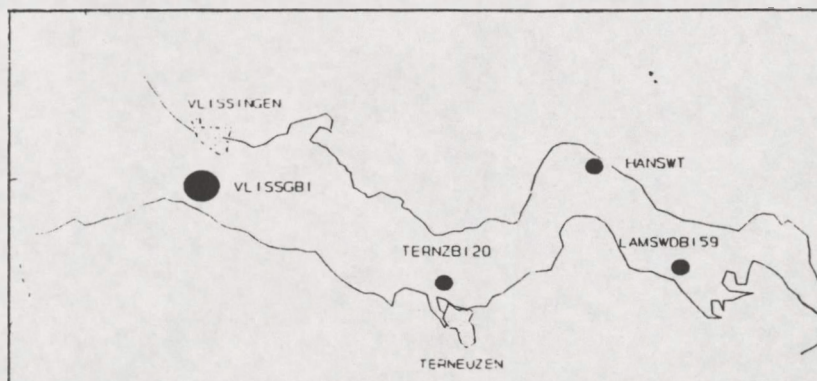 VLISSINGEN
HANSWT
VLISSGBI
TERNZBI20
LAMSWDBI59
TERNEUZEN